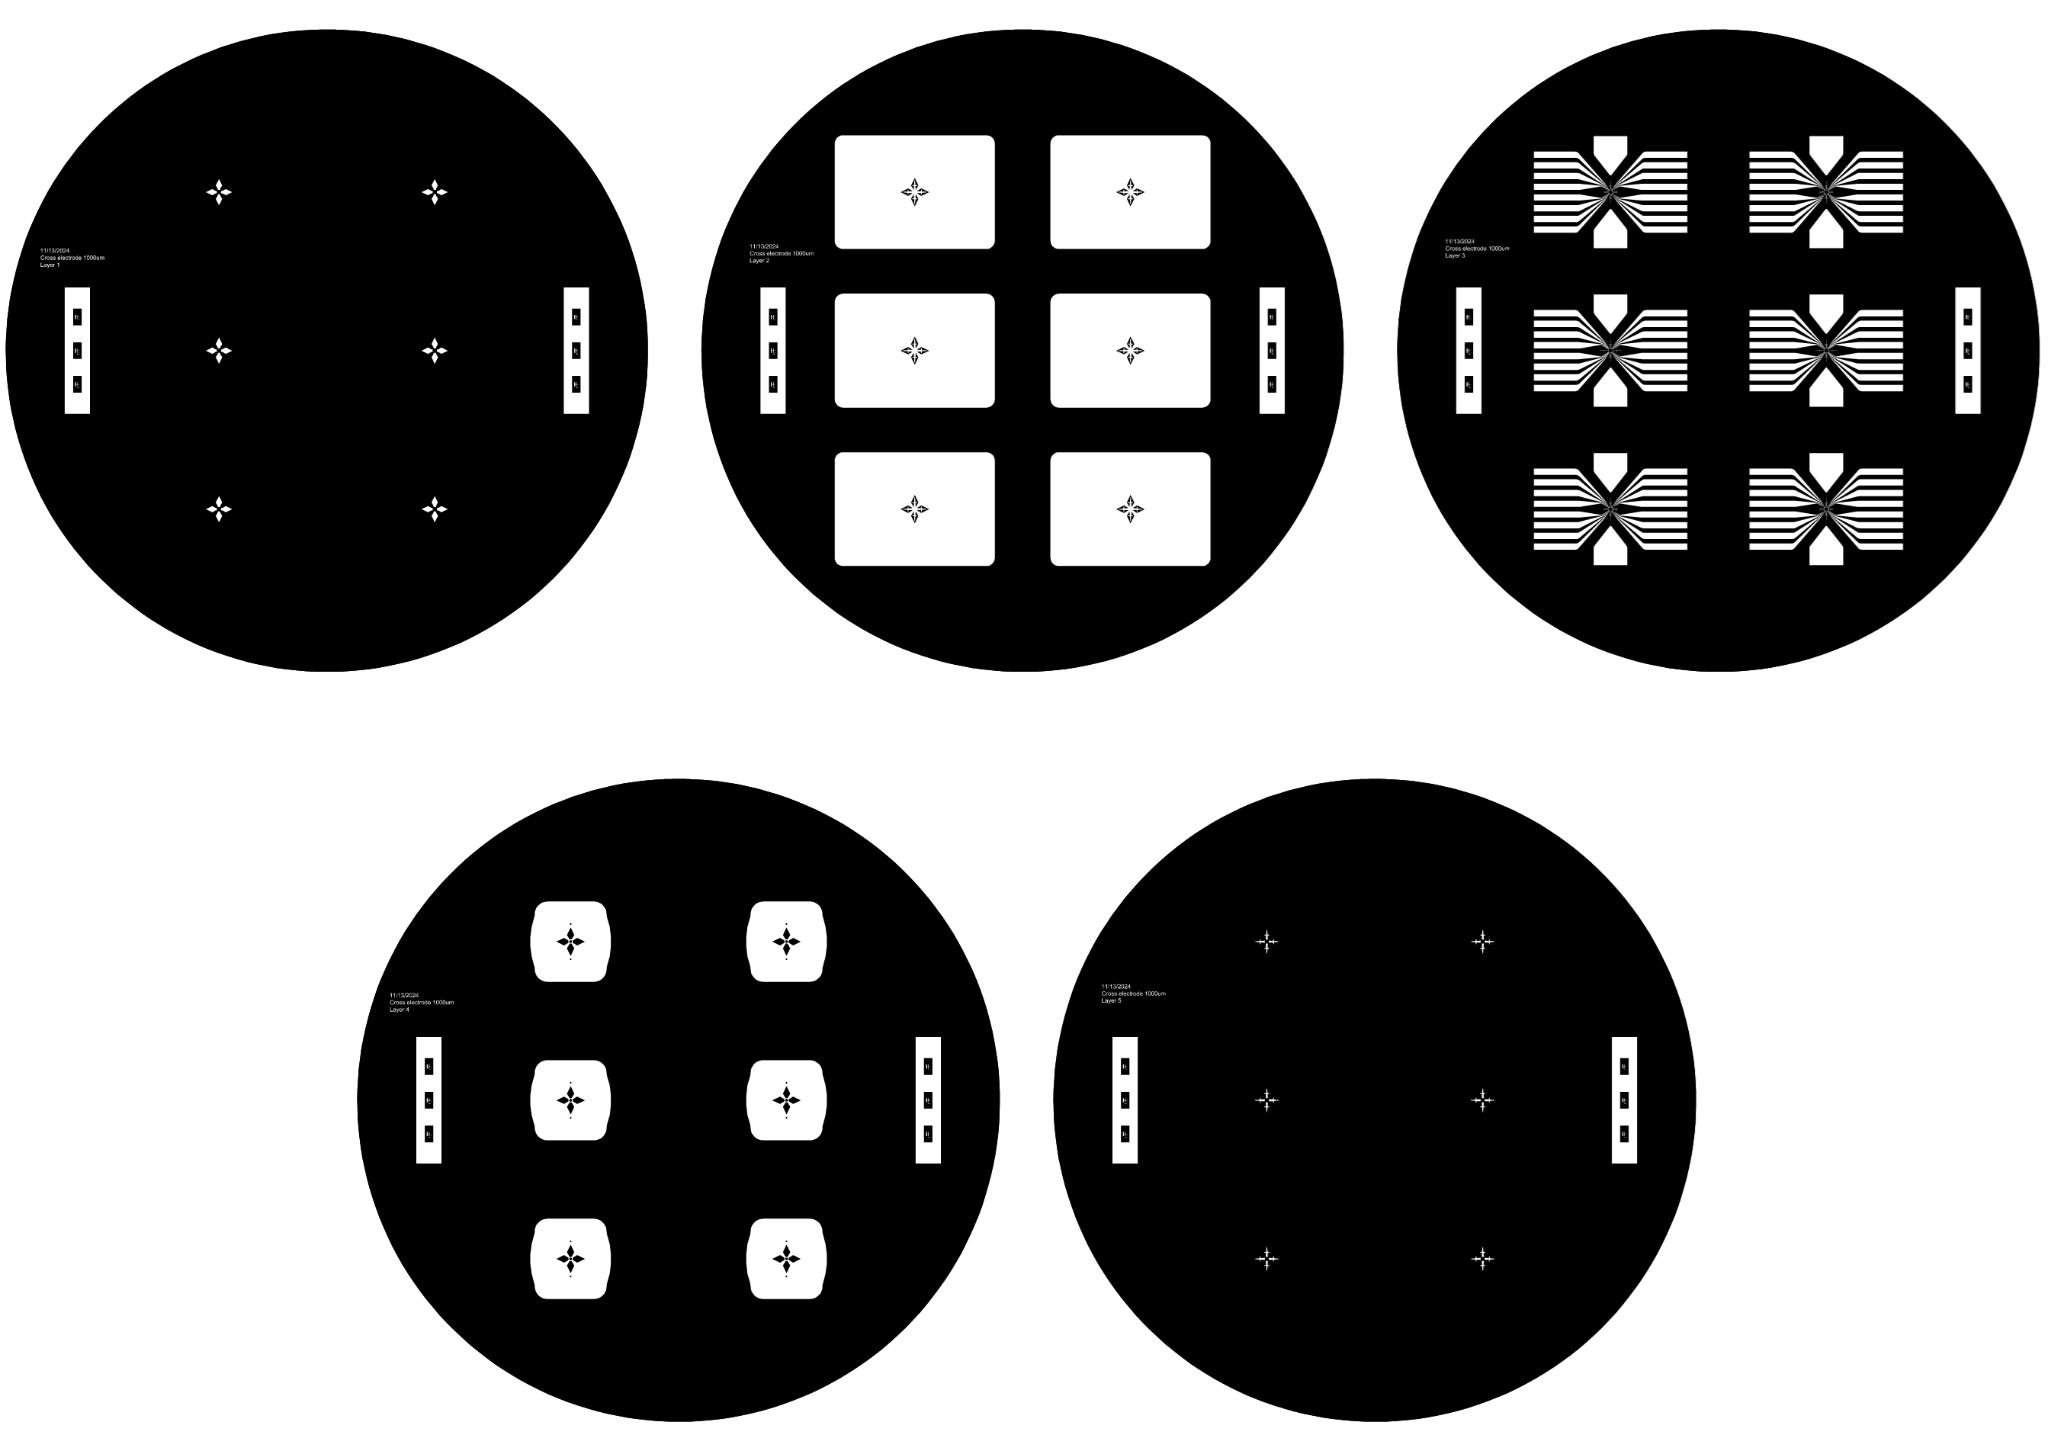 11/13/2024
Cross electrode 1000um
Layer 1
11/13/2024
Cross electrode 1000um
Layer 2
11/13/2024
Cross electrode 1000um
Layer 3
11/13/2024
Cross electrode 1000um
Layer 4
11/13/2024
Cross electrode 1000um
Layer 5